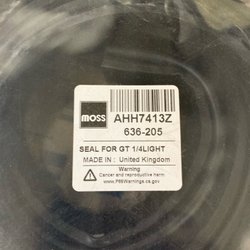 MOSS
AHH7413Z
636-205
SEAL FOR GT 1/4LIGHT
MADE IN : United Kingdom
Warning
Cancer and reproductive harm
www.P65Warnings.ca.gov